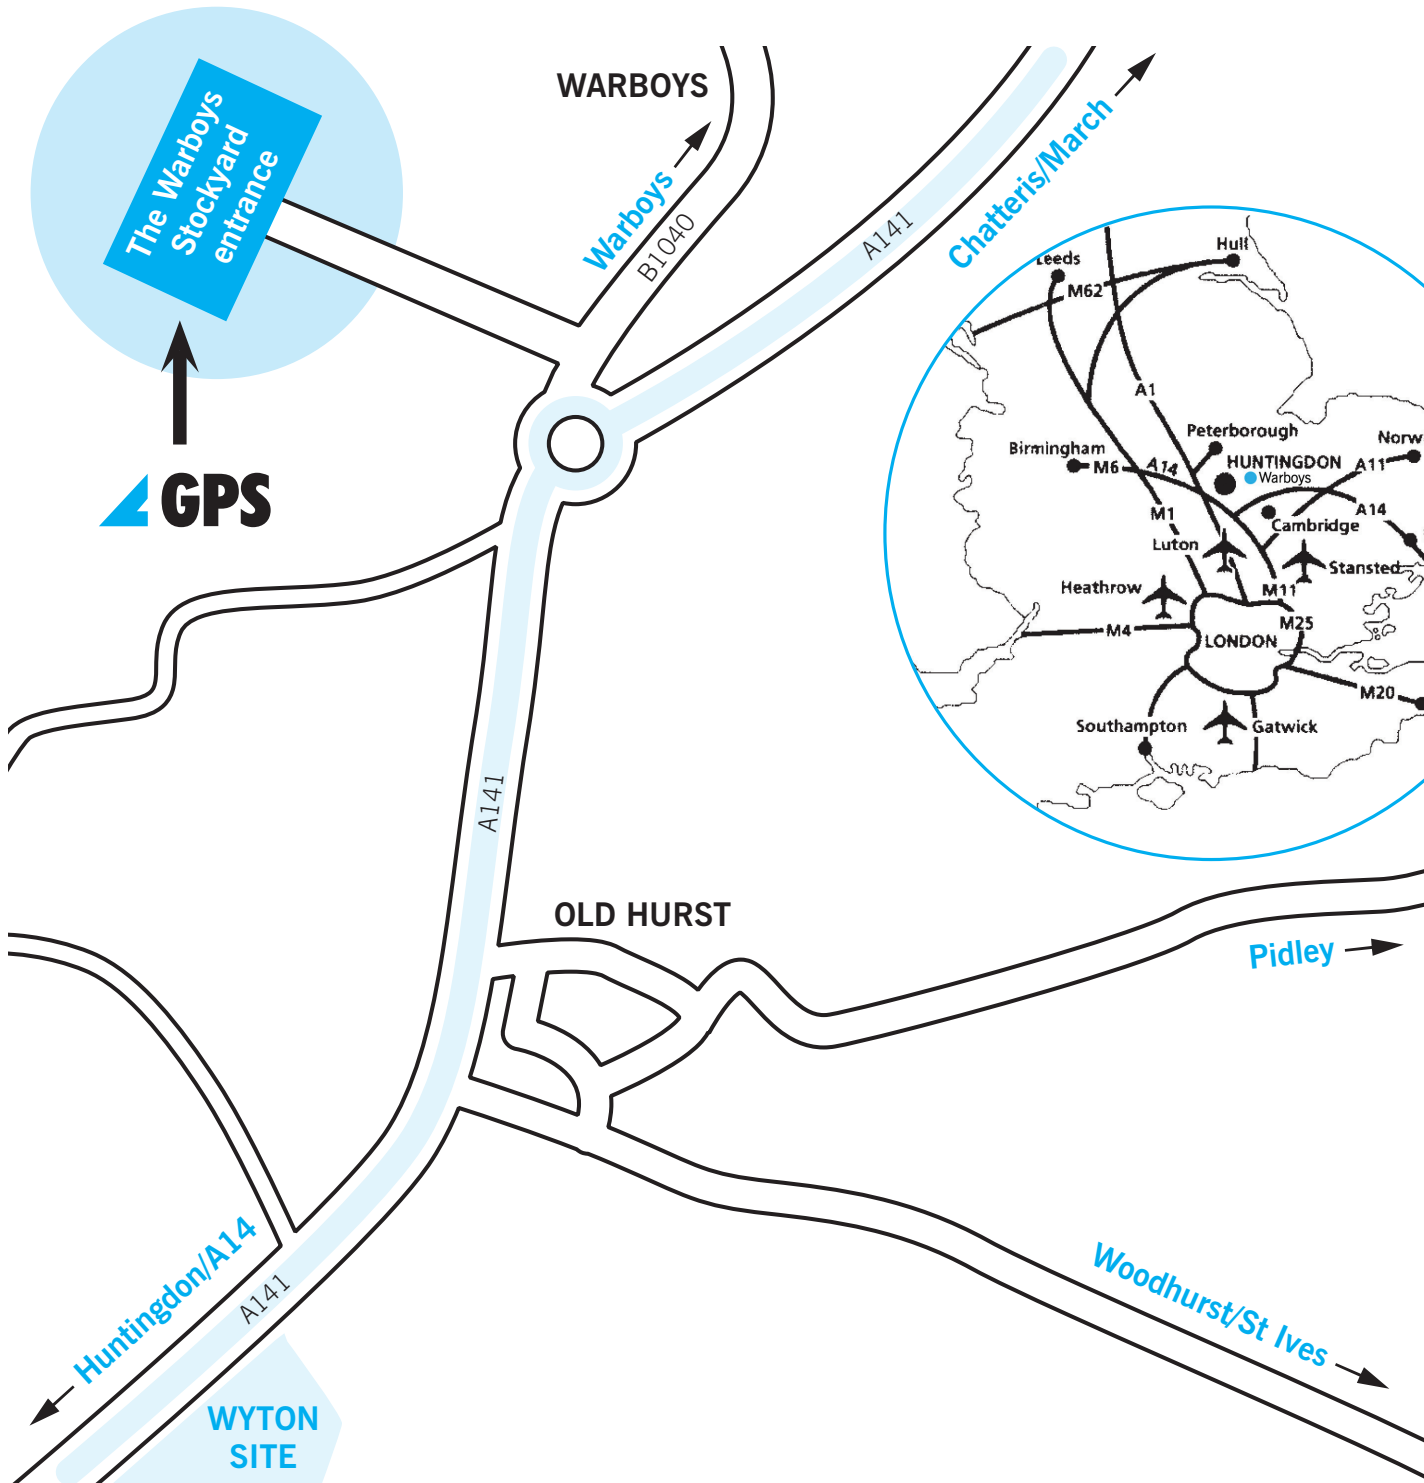 The Warboys
Stockyard
entrance
GPS
WARBOYS
Warboys
B1040
A141
Chatteris/March
Leeds
Hull
M62
A1
Peterborough
Birmingham
M6
A14
HUNTINGDON
Warboys
A11
M1
Cambridge
A14
Luton
Stansted
Heathrow
M11
M25
M4
LONDON
M20
Southampton
Gatwick
A141
OLD HURST
Pidley
Huntingdon/A14
A141
Woodhurst/St Ives
WYTON
SITE